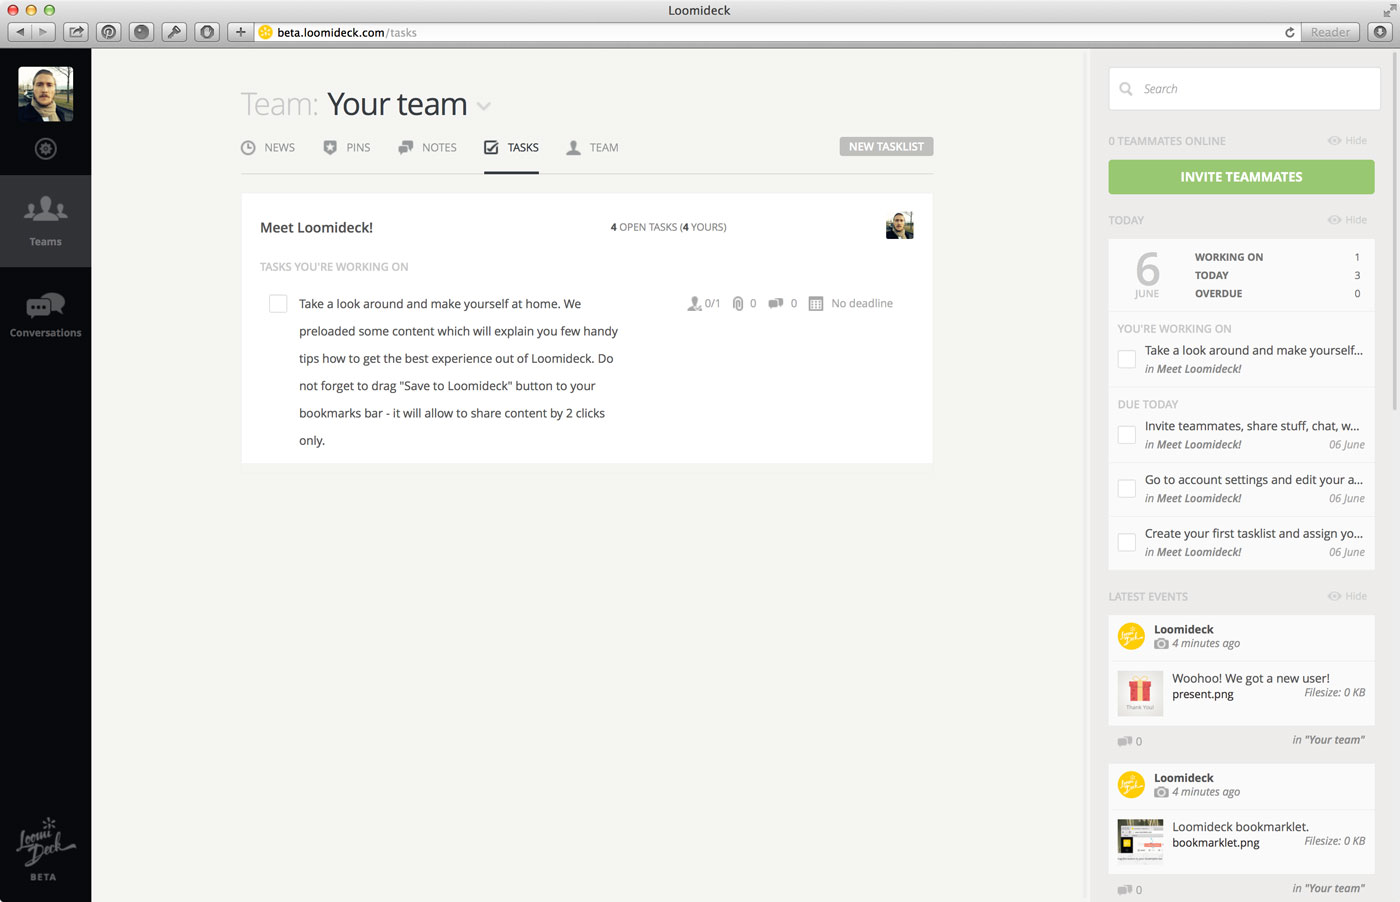 Loomideck
beta.loomideck.com/tasks
Reader
Teams
Conversations
Loomi
Deck
BETA
Team: Your team
NEWS
PINS
NOTES
TASKS
TEAM
NEW TASKLIST
Meet Loomideck!
4 OPEN TASKS (4 YOURS)
TASKS YOU'RE WORKING ON
Take a look around and make yourself at home. We
preloaded some content which will explain you few handy
tips how to get the best experience out of Loomideck. Do
not forget to drag "Save to Loomideck" button to your
bookmarks bar - it will allow to share content by 2 clicks
only.
0/1
0
0
No deadline
Search
0 TEAMMATES ONLINE
Hide
INVITE TEAMMATES
TODAY
Hide
6
JUNE
WORKING ON 1
TODAY 3
OVERDUE 0
YOU'RE WORKING ON
Take a look around and make yourself...
in Meet Loomideck!
DUE TODAY
Invite teammates, share stuff, chat, w...
in Meet Loomideck! 06 June
Go to account settings and edit your a...
in Meet Loomideck! 06 June
Create your first tasklist and assign yo...
in Meet Loomideck! 06 June
LATEST EVENTS
Hide
Loomideck
4 minutes ago
Thank You!
Woohoo! We got a new user!
present.png Filesize: 0 KB
0 in "Your team"
Loomideck
4 minutes ago
Loomideck bookmarklet.
bookmarklet.png Filesize: 0 KB
0 in "Your team"